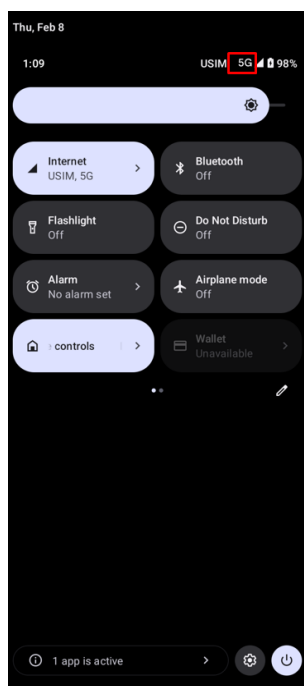 Thu, Feb 8
1:09
USIM 5G 98%
Internet
USIM, 5G
Bluetooth
Off
Flashlight
Off
Do Not Disturb
Off
Alarm
No alarm set
Airplane mode
Off
controls
Wallet
Unavailable
1 app is active